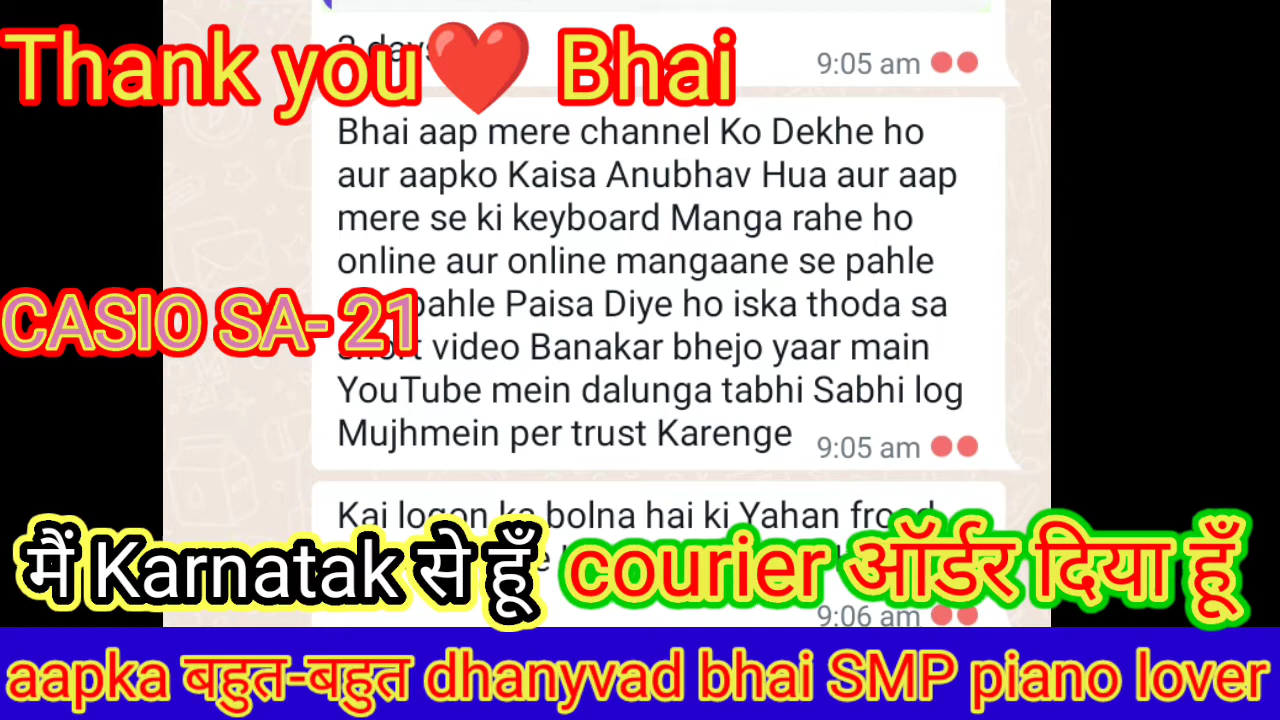 Thank you❤️ Bhai
days
9:05 am
Bhai aap mere channel Ko Dekhe ho
aur aapko Kaisa Anubhav Hua aur aap
mere se ki keyboard Manga rahe ho
online aur online mangaane se pahle
pahle Paisa Diye ho iska thoda sa
CASIO SA- 21
short video Banakar bhejo yaar main
YouTube mein dalunga tabhi Sabhi log
Mujhmein per trust Karenge
9:05 am
Kai logon ka bolna hai ki Yahan
मैं Karnatak से हूँ courier ऑर्डर दिया हूँ
9:06 am
aapka बहुत-बहुत dhanyvad bhai SMP piano lover